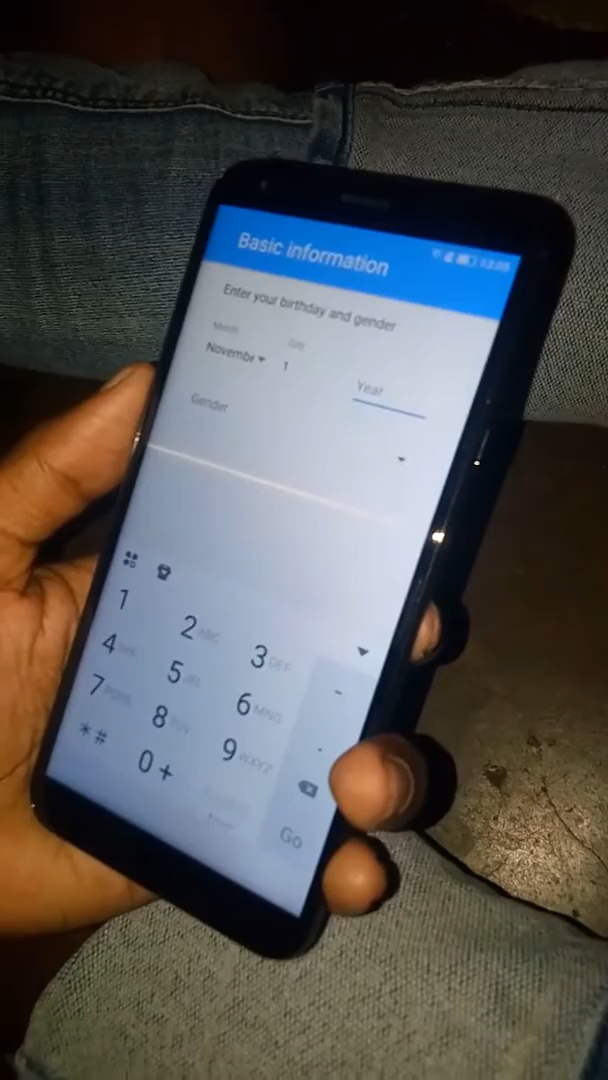 Basic information
Enter your birthday and gender
Month
Day
Novembe
1
Year
Gender
1
2 ABC
3 DEF
4 GHI
5 JKL
6 MNO
-
7 PQRS
8 TUV
9 WXYZ
.
*#
0 +
Go